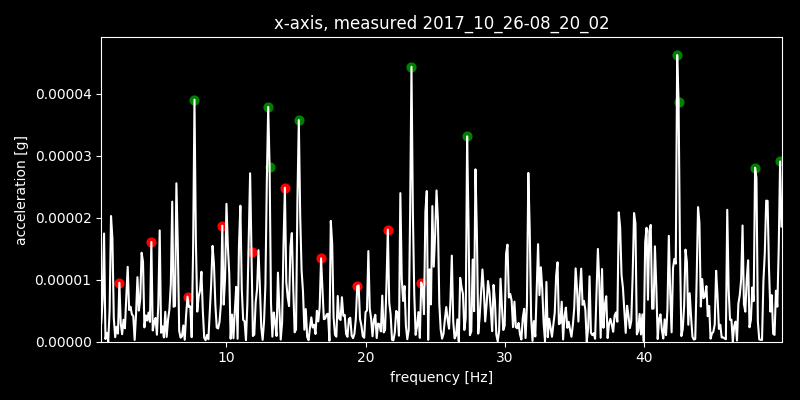 x-axis, measured 2017_10_26-08_20_02
0.00004
0.00003
0.00002
0.00001
0.00000
acceleration [g]
10 20 30 40
frequency [Hz]